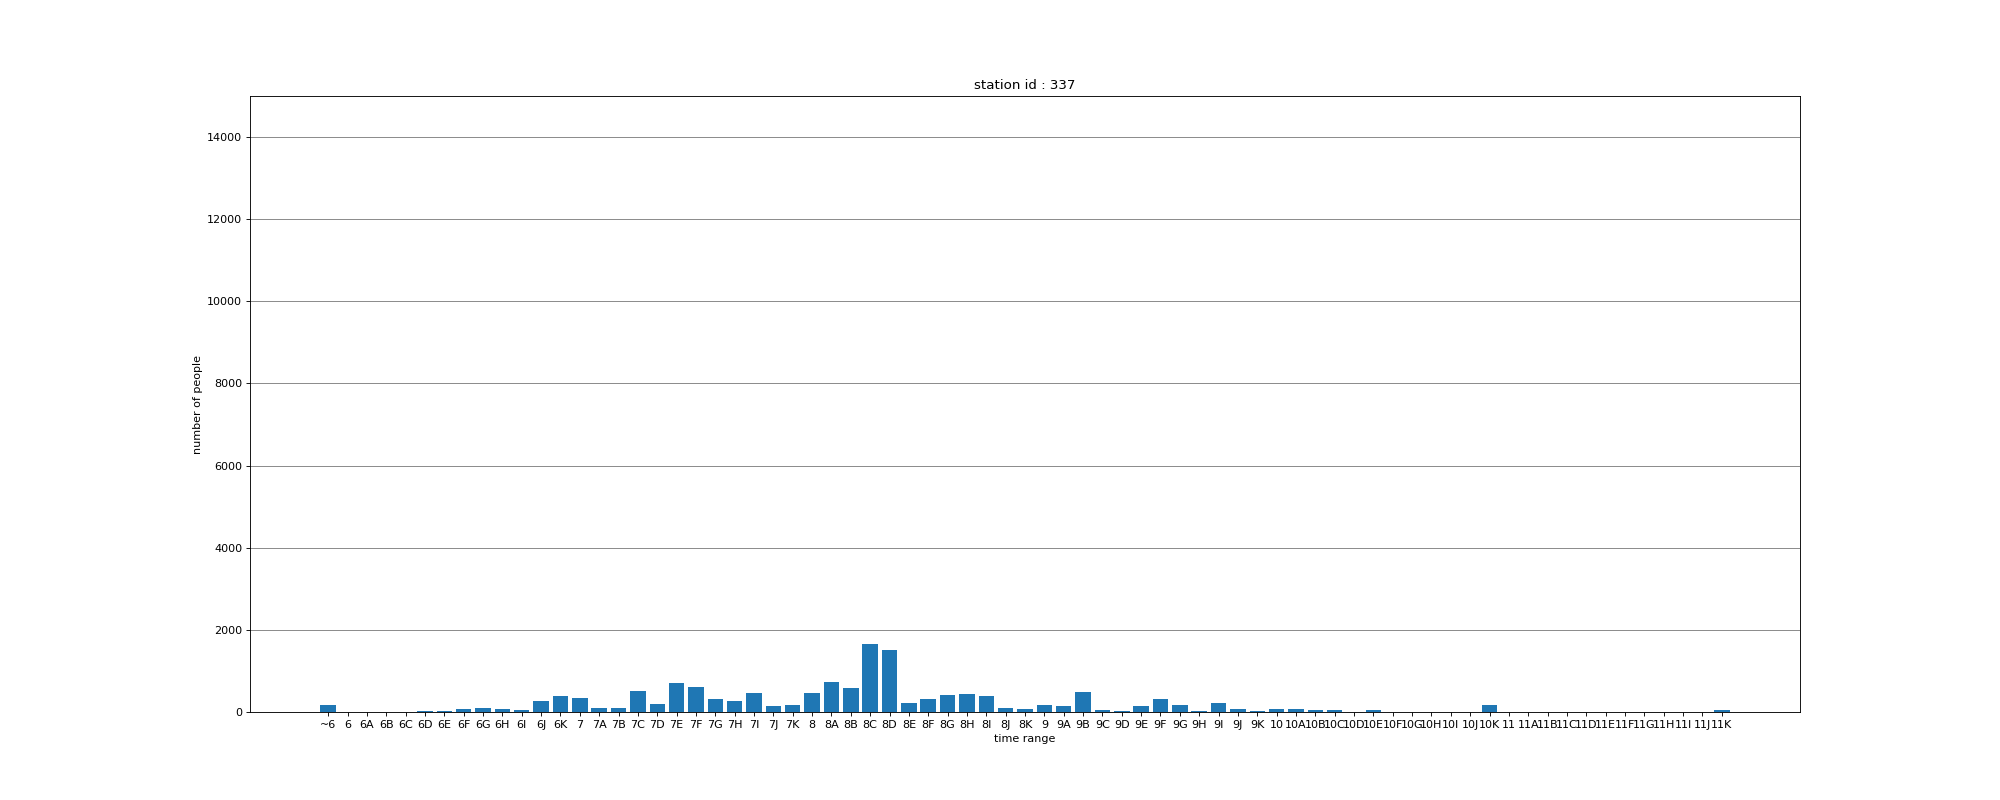 station id : 337
14000
12000
10000
8000
6000
4000
2000
0
number of people
~6 6 6A 6B 6C 6D 6E 6F 6G 6H 6I 6J 6K 7 7A 7B 7C 7D 7E 7F 7G 7H 7I 7J 7K 8 8A 8B 8C 8D 8E 8F 8G 8H 8I 8J 8K 9 9A 9B 9C 9D 9E 9F 9G 9H 9I 9J 9K 10 10A 10B 10C 10D 10E 10F 10G 10H 10I 10J 10K 11 11A 11B 11C 11D 11E 11F 11G 11H 11I 11J 11K
time range